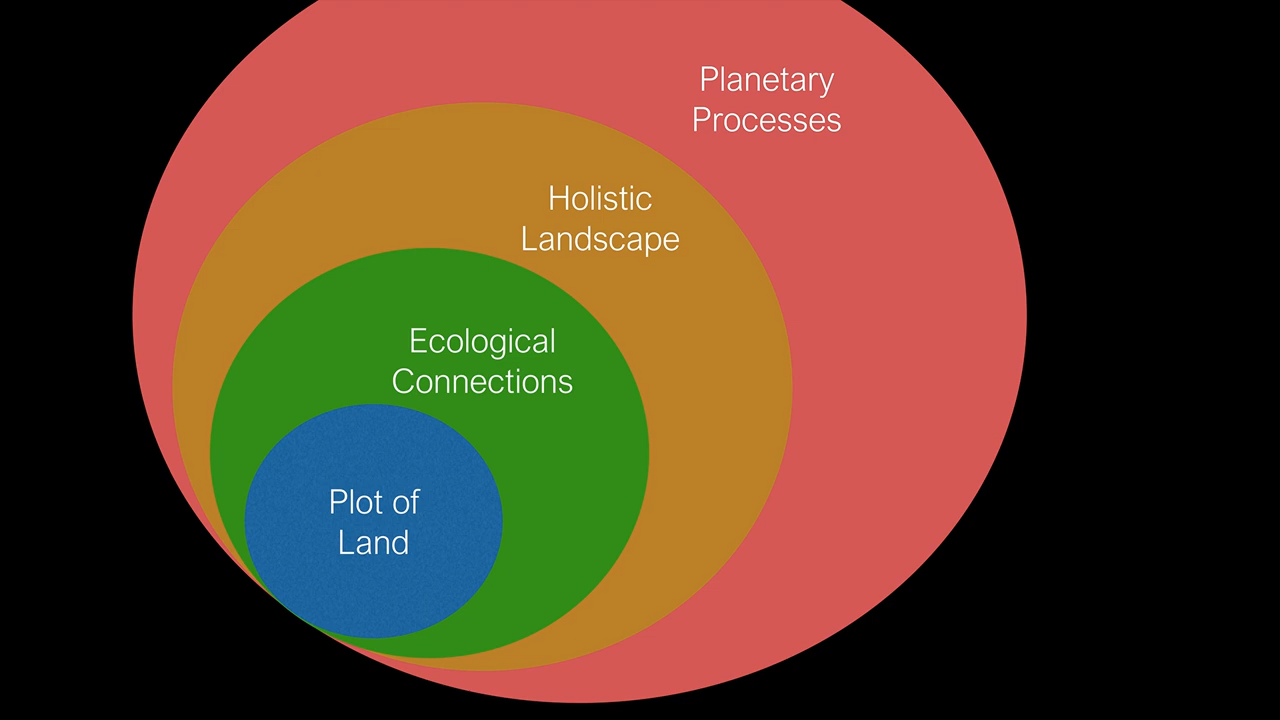 Planetary
Processes
Holistic
Landscape
Ecological
Connections
Plot of
Land